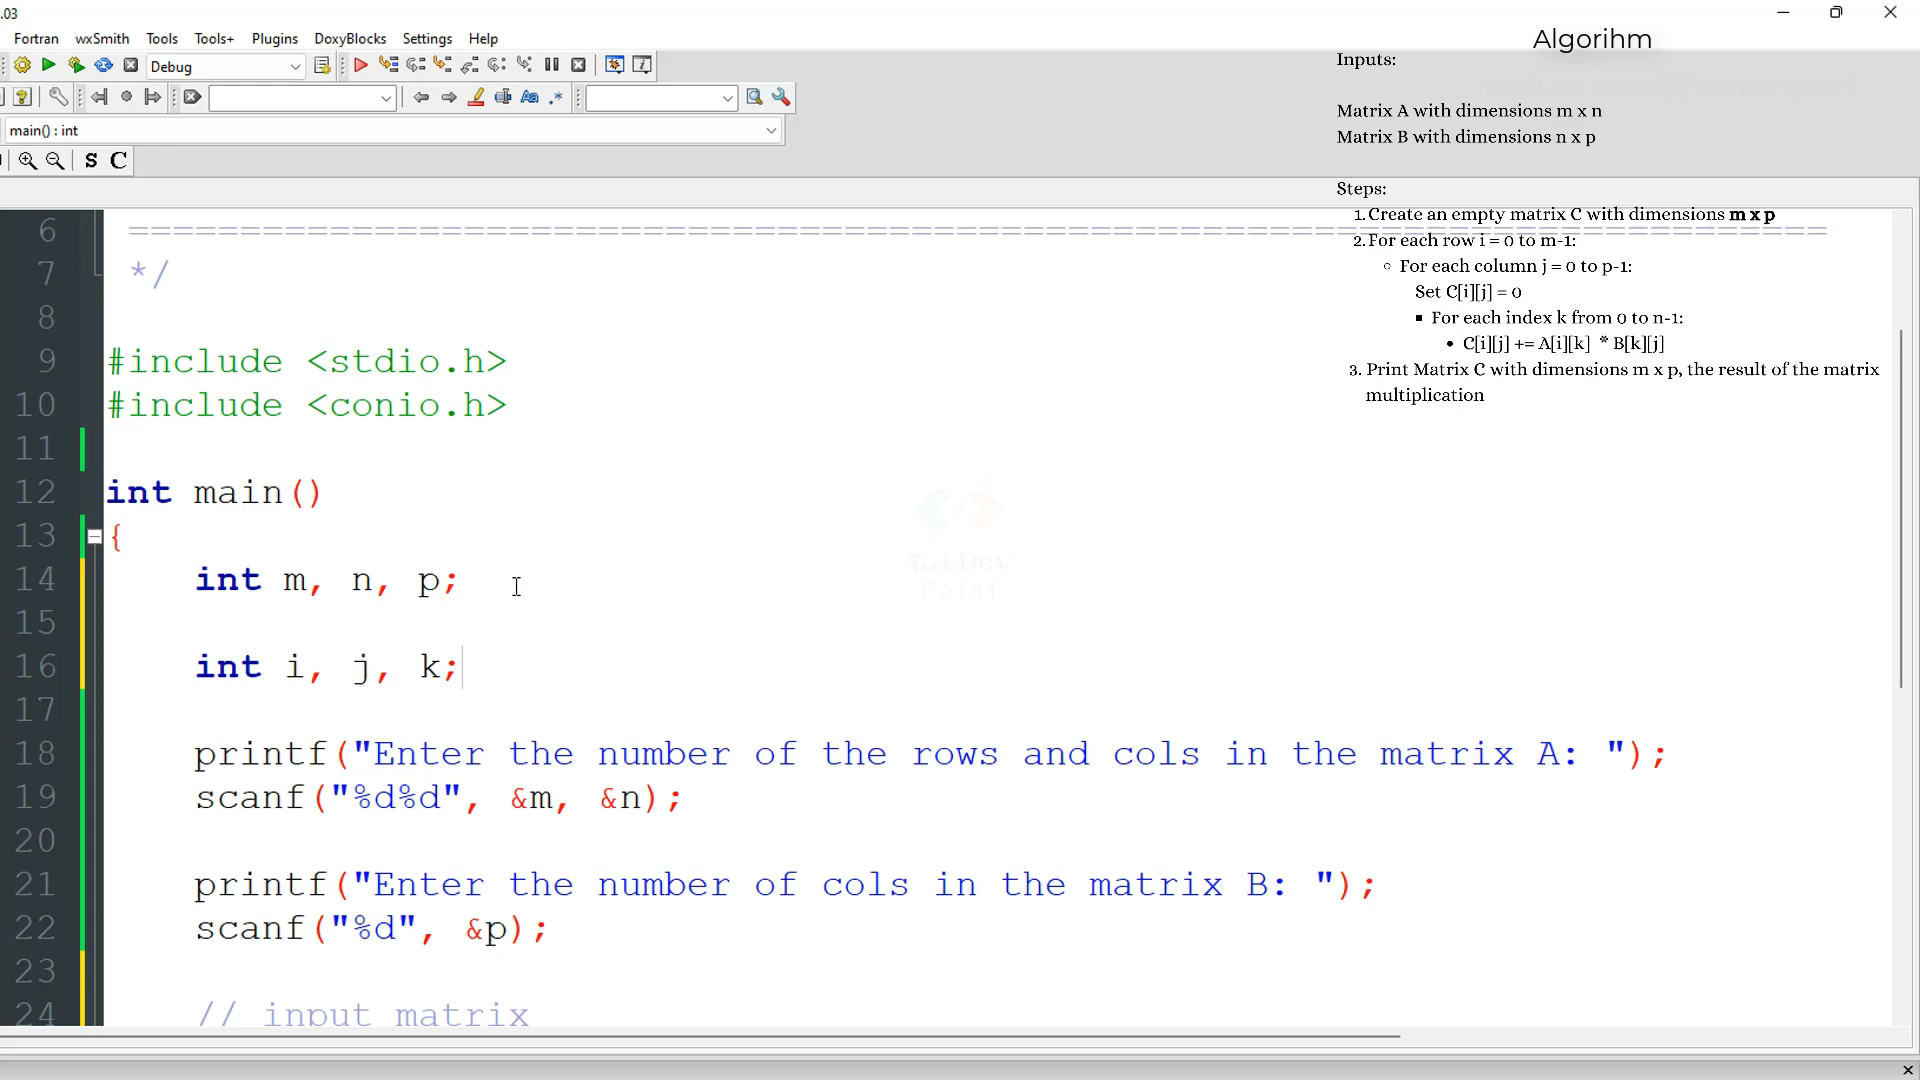 .03
Fortran wxSmith Tools Tools+ Plugins DoxyBlocks Settings Help
Debug
main() : int
S C
Algorihm
Inputs:
Matrix A with dimensions m x n
Matrix B with dimensions n x p
Steps:
1. Create an empty matrix C with dimensions m x p
2. For each row i = 0 to m-1:
For each column j = 0 to p-1:
Set C[i][j] = 0
For each index k from 0 to n-1:
C[i][j] += A[i][k] * B[k][j]
3. Print Matrix C with dimensions m x p, the result of the matrix
multiplication
6 ============================================================================
7 */
8
9 #include <stdio.h>
10 #include <conio.h>
11
12 int main()
13 {
14 int m, n, p;
15
16 int i, j, k;
17
18 printf("Enter the number of the rows and cols in the matrix A: ");
19 scanf("%d%d", &m, &n);
20
21 printf("Enter the number of cols in the matrix B: ");
22 scanf("%d", &p);
23
24 // input matrix
TechDev
Point